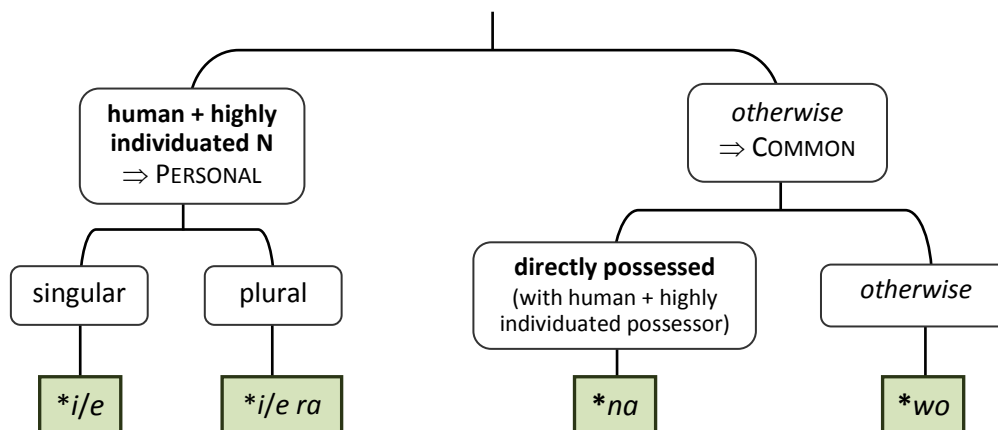 human + highly
individuated N
⇒ PERSONAL
otherwise
⇒ COMMON
singular
plural
directly possessed
(with human + highly
individuated possessor)
otherwise
*i/e
*i/e ra
*na
*wo